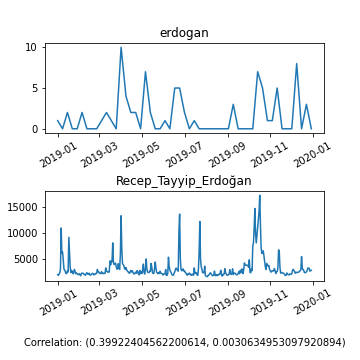 erdogan
10
5
0
2019-01 2019-03 2019-05 2019-07 2019-09 2019-11 2020-01
Recep_Tayyip_Erdoğan
15000
10000
5000
2019-01 2019-03 2019-05 2019-07 2019-09 2019-11 2020-01
Correlation: (0.39922404562200614, 0.00306349530979208​94)